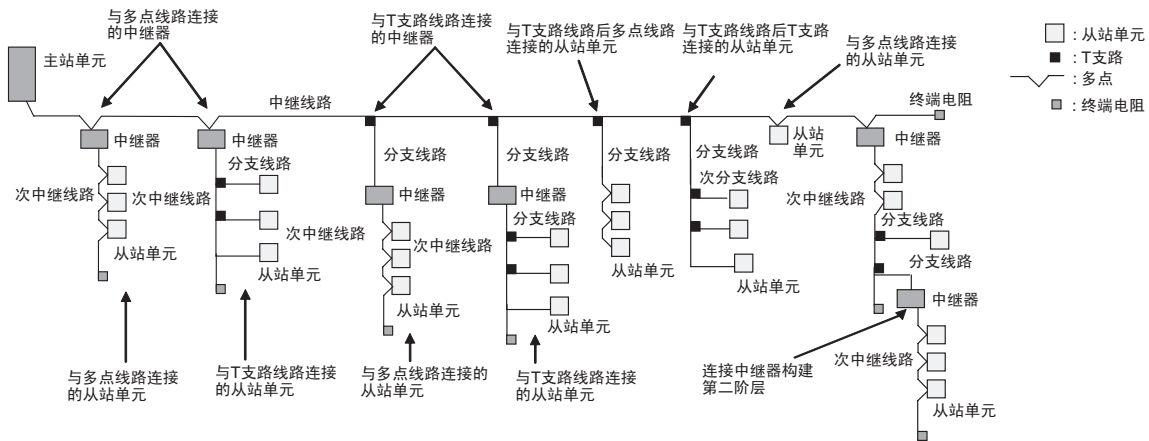 与多点线路连接
的中继器
与T支路线路连接
的中继器
与T支路线路后多点线路
连接的从站单元
与T支路线路后T支路
连接的从站单元
与多点线路连接
的从站单元
：从站单元
：T支路
：多点
：终端电阻
主站单元
中继线路
终端电阻
中继器
中继器
从站
单元
中继器
分支线路
分支线路
分支线路
分支线路
分支线路
次中继线路
次中继线路
次分支线路
次中继线路
中继器
中继器
分支线路
分支线路
次中继线路
次中继线路
从站单元
从站单元
从站单元
从站单元
分支线路
中继器
从站单元
从站单元
次中继线路
从站单元
与多点线路连接
的从站单元
与T支路线路连接
的从站单元
与多点线路连接的
从站单元
与T支路线路连接
的从站单元
连接中继器构建
第二阶层